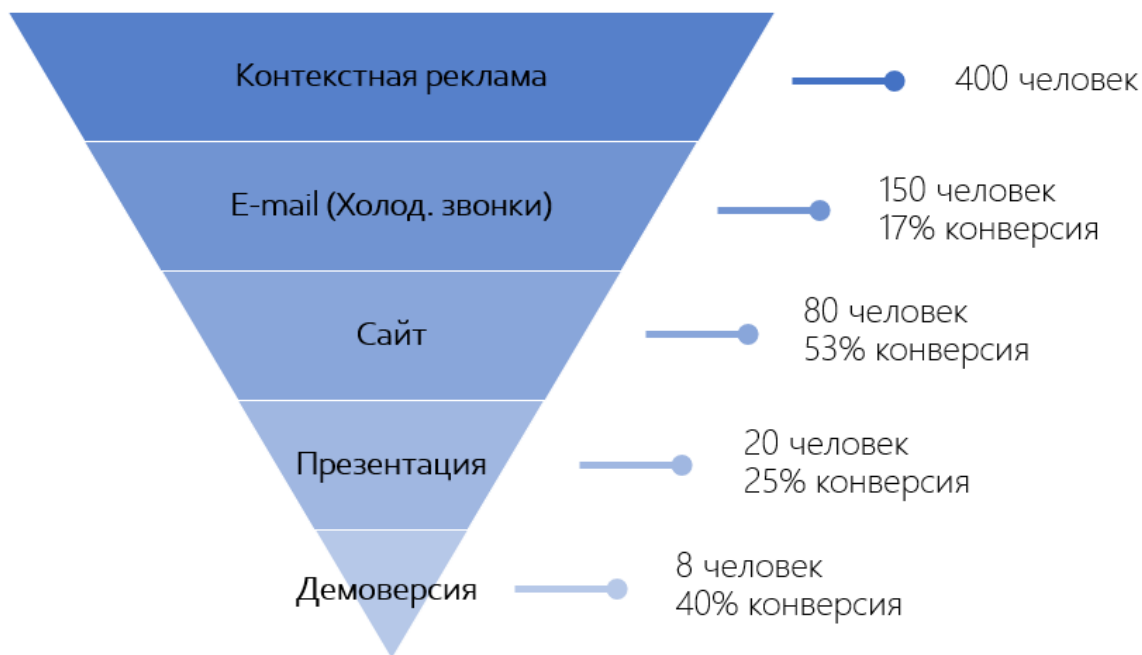 Контекстная реклама
400 человек
E-mail (Холод. звонки)
150 человек
17% конверсия
Сайт
80 человек
53% конверсия
Презентация
20 человек
25% конверсия
Демоверсия
8 человек
40% конверсия